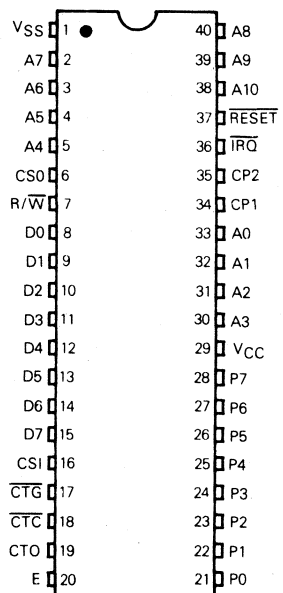 VSS 1 40 A8
A7 2 39 A9
A6 3 38 A10
A5 4 37 RESET
A4 5 36 IRQ
CS0 6 35 CP2
R/W 7 34 CP1
D0 8 33 A0
D1 9 32 A1
D2 10 31 A2
D3 11 30 A3
D4 12 29 VCC
D5 13 28 P7
D6 14 27 P6
D7 15 26 P5
CSI 16 25 P4
CTG 17 24 P3
CTC 18 23 P2
CTO 19 22 P1
E 20 21 P0